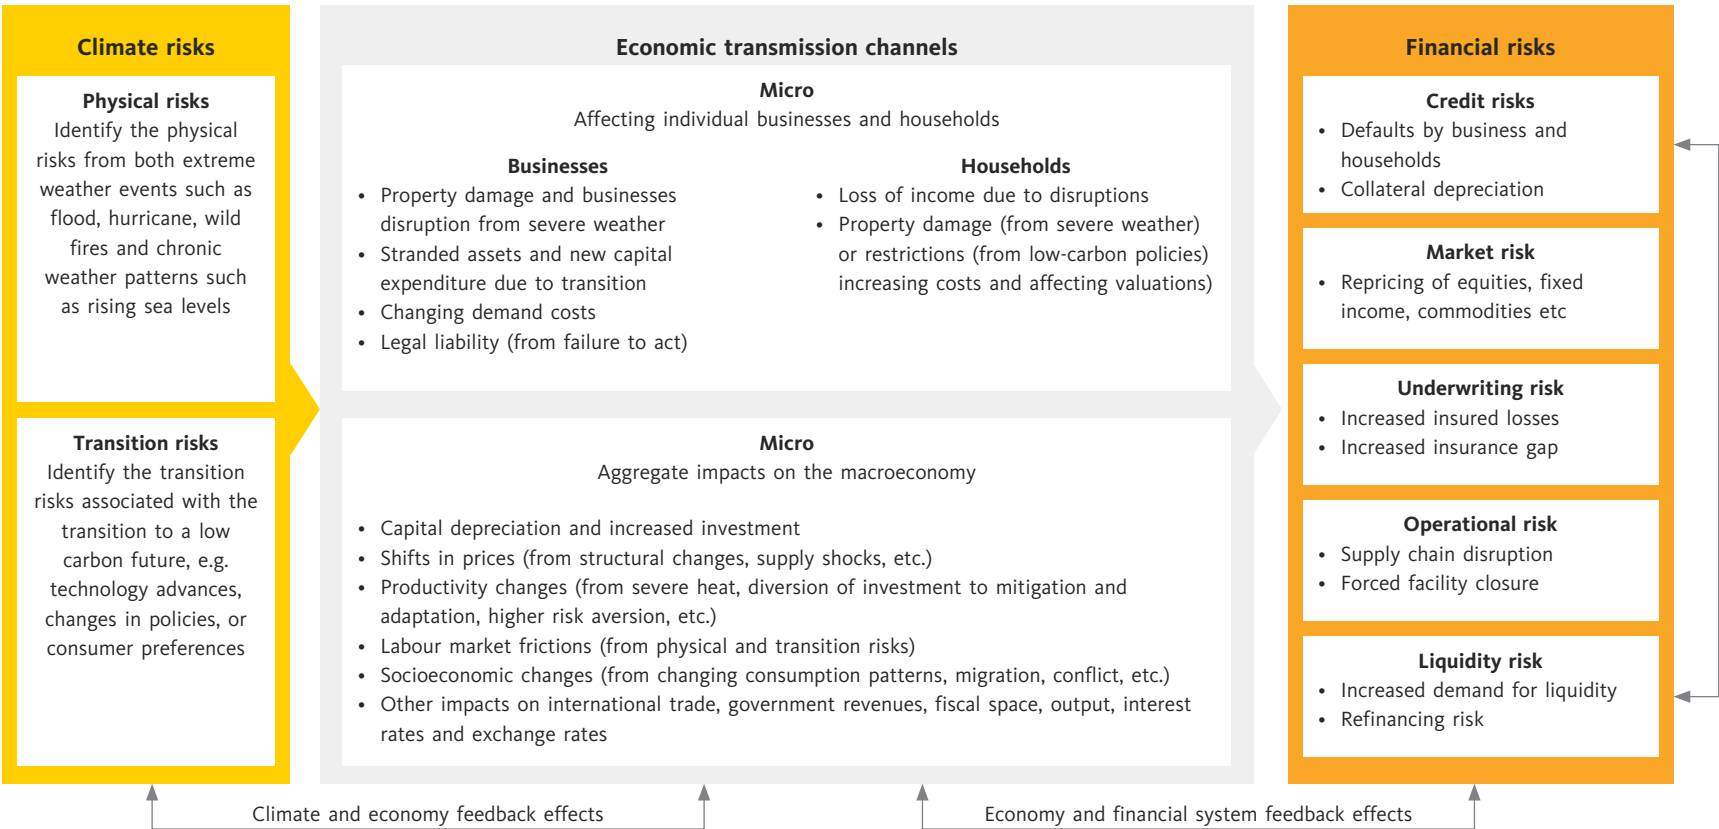 Climate risks
Physical risks
Identify the physical
risks from both extreme
weather events such as
flood, hurricane, wild
fires and chronic
weather patterns such
as rising sea levels
Transition risks
Identify the transition
risks associated with the
transition to a low
carbon future, e.g.
technology advances,
changes in policies, or
consumer preferences
Economic transmission channels
Micro
Affecting individual businesses and households
Businesses
• Property damage and businesses
disruption from severe weather
• Stranded assets and new capital
expenditure due to transition
• Changing demand costs
• Legal liability (from failure to act)
Households
• Loss of income due to disruptions
• Property damage (from severe weather)
or restrictions (from low-carbon policies)
increasing costs and affecting valuations)
Micro
Aggregate impacts on the macroeconomy
• Capital depreciation and increased investment
• Shifts in prices (from structural changes, supply shocks, etc.)
• Productivity changes (from severe heat, diversion of investment to mitigation and
adaptation, higher risk aversion, etc.)
• Labour market frictions (from physical and transition risks)
• Socioeconomic changes (from changing consumption patterns, migration, conflict, etc.)
• Other impacts on international trade, government revenues, fiscal space, output, interest
rates and exchange rates
Financial risks
Credit risks
• Defaults by business and
households
• Collateral depreciation
Market risk
• Repricing of equities, fixed
income, commodities etc
Underwriting risk
• Increased insured losses
• Increased insurance gap
Operational risk
• Supply chain disruption
• Forced facility closure
Liquidity risk
• Increased demand for liquidity
• Refinancing risk
Climate and economy feedback effects
Economy and financial system feedback effects